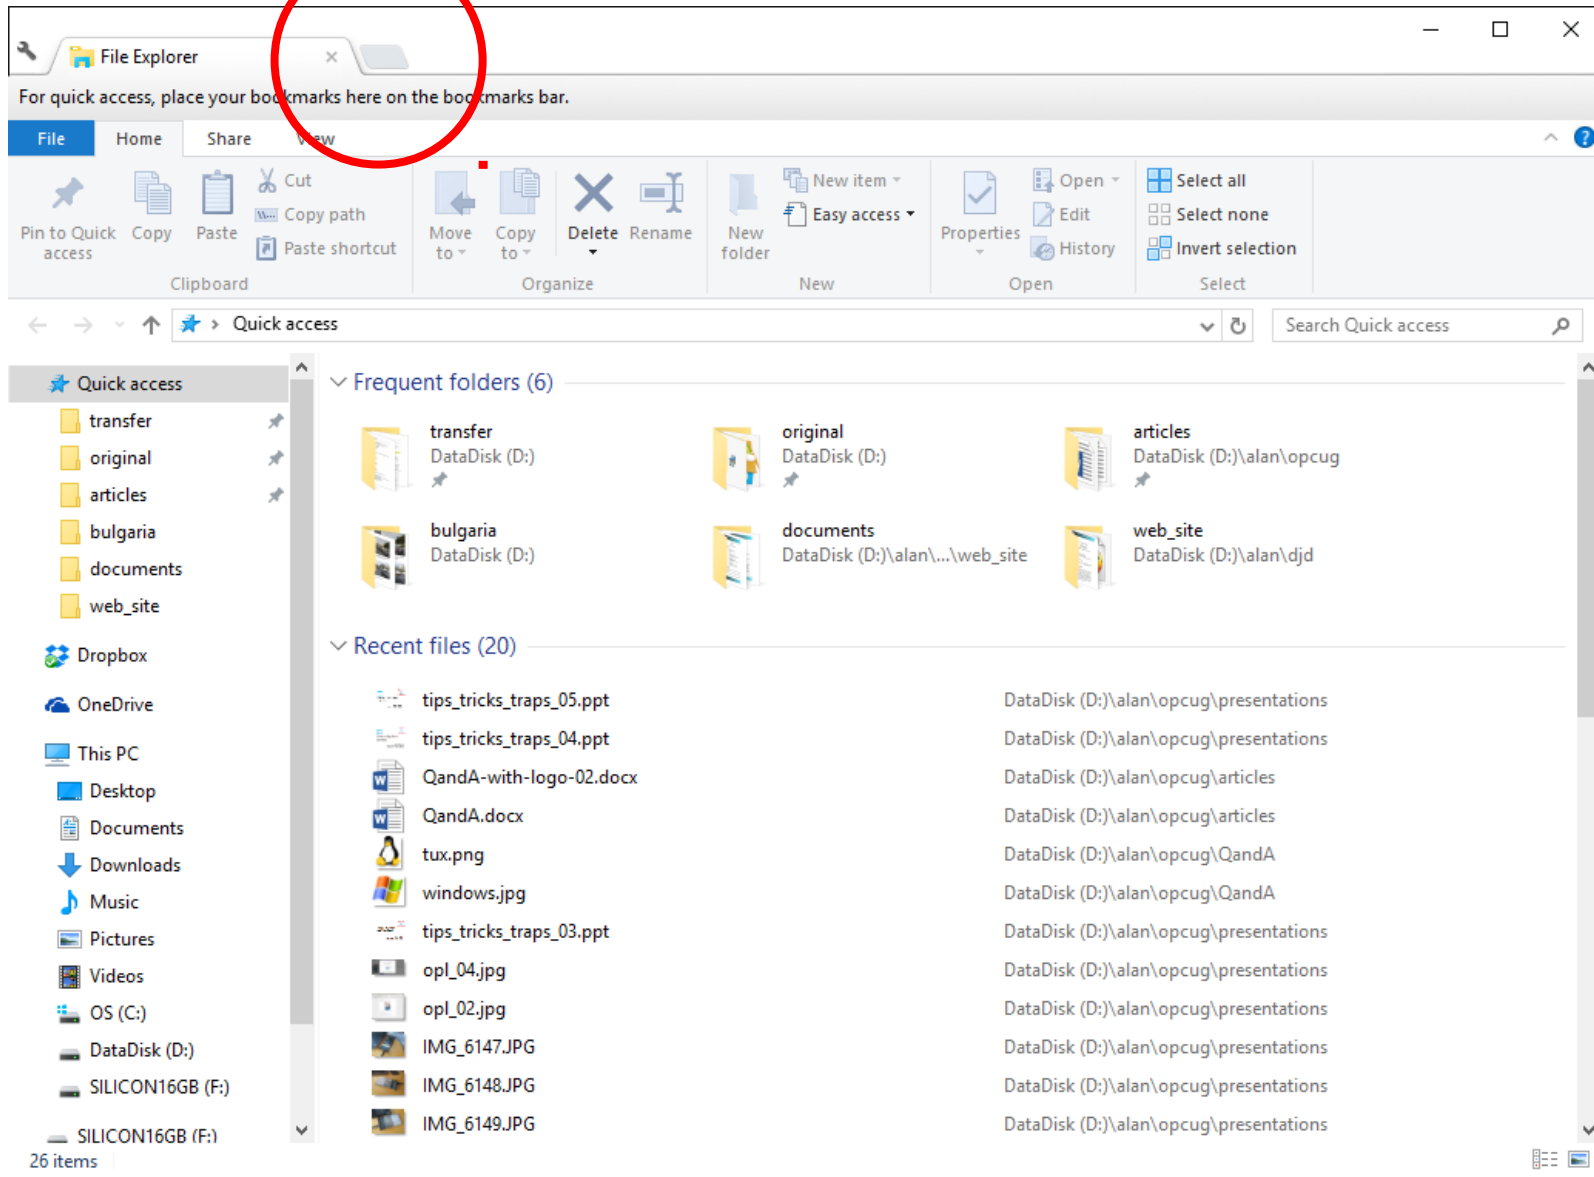 File Explorer
For quick access, place your bookmarks here on the bookmarks bar.
File Home Share View
Pin to Quick access
Copy
Paste
Cut
Copy path
Paste shortcut
Clipboard
Move to
Copy to
Delete
Rename
Organize
New folder
New item
Easy access
New
Properties
Open
Edit
History
Open
Select all
Select none
Invert selection
Select
Quick access
Search Quick access
Quick access
transfer
original
articles
bulgaria
documents
web_site
Dropbox
OneDrive
This PC
Desktop
Documents
Downloads
Music
Pictures
Videos
OS (C:)
DataDisk (D:)
SILICON16GB (F:)
SILICON16GB (F:)
Frequent folders (6)
transfer
DataDisk (D:)
original
DataDisk (D:)
articles
DataDisk (D:)\alan\opcug
bulgaria
DataDisk (D:)
documents
DataDisk (D:)\alan\...\web_site
web_site
DataDisk (D:)\alan\djd
Recent files (20)
tips_tricks_traps_05.ppt DataDisk (D:)\alan\opcug\presentations
tips_tricks_traps_04.ppt DataDisk (D:)\alan\opcug\presentations
QandA-with-logo-02.docx DataDisk (D:)\alan\opcug\articles
QandA.docx DataDisk (D:)\alan\opcug\articles
tux.png DataDisk (D:)\alan\opcug\QandA
windows.jpg DataDisk (D:)\alan\opcug\QandA
tips_tricks_traps_03.ppt DataDisk (D:)\alan\opcug\presentations
opl_04.jpg DataDisk (D:)\alan\opcug\presentations
opl_02.jpg DataDisk (D:)\alan\opcug\presentations
IMG_6147.JPG DataDisk (D:)\alan\opcug\presentations
IMG_6148.JPG DataDisk (D:)\alan\opcug\presentations
IMG_6149.JPG DataDisk (D:)\alan\opcug\presentations
26 items